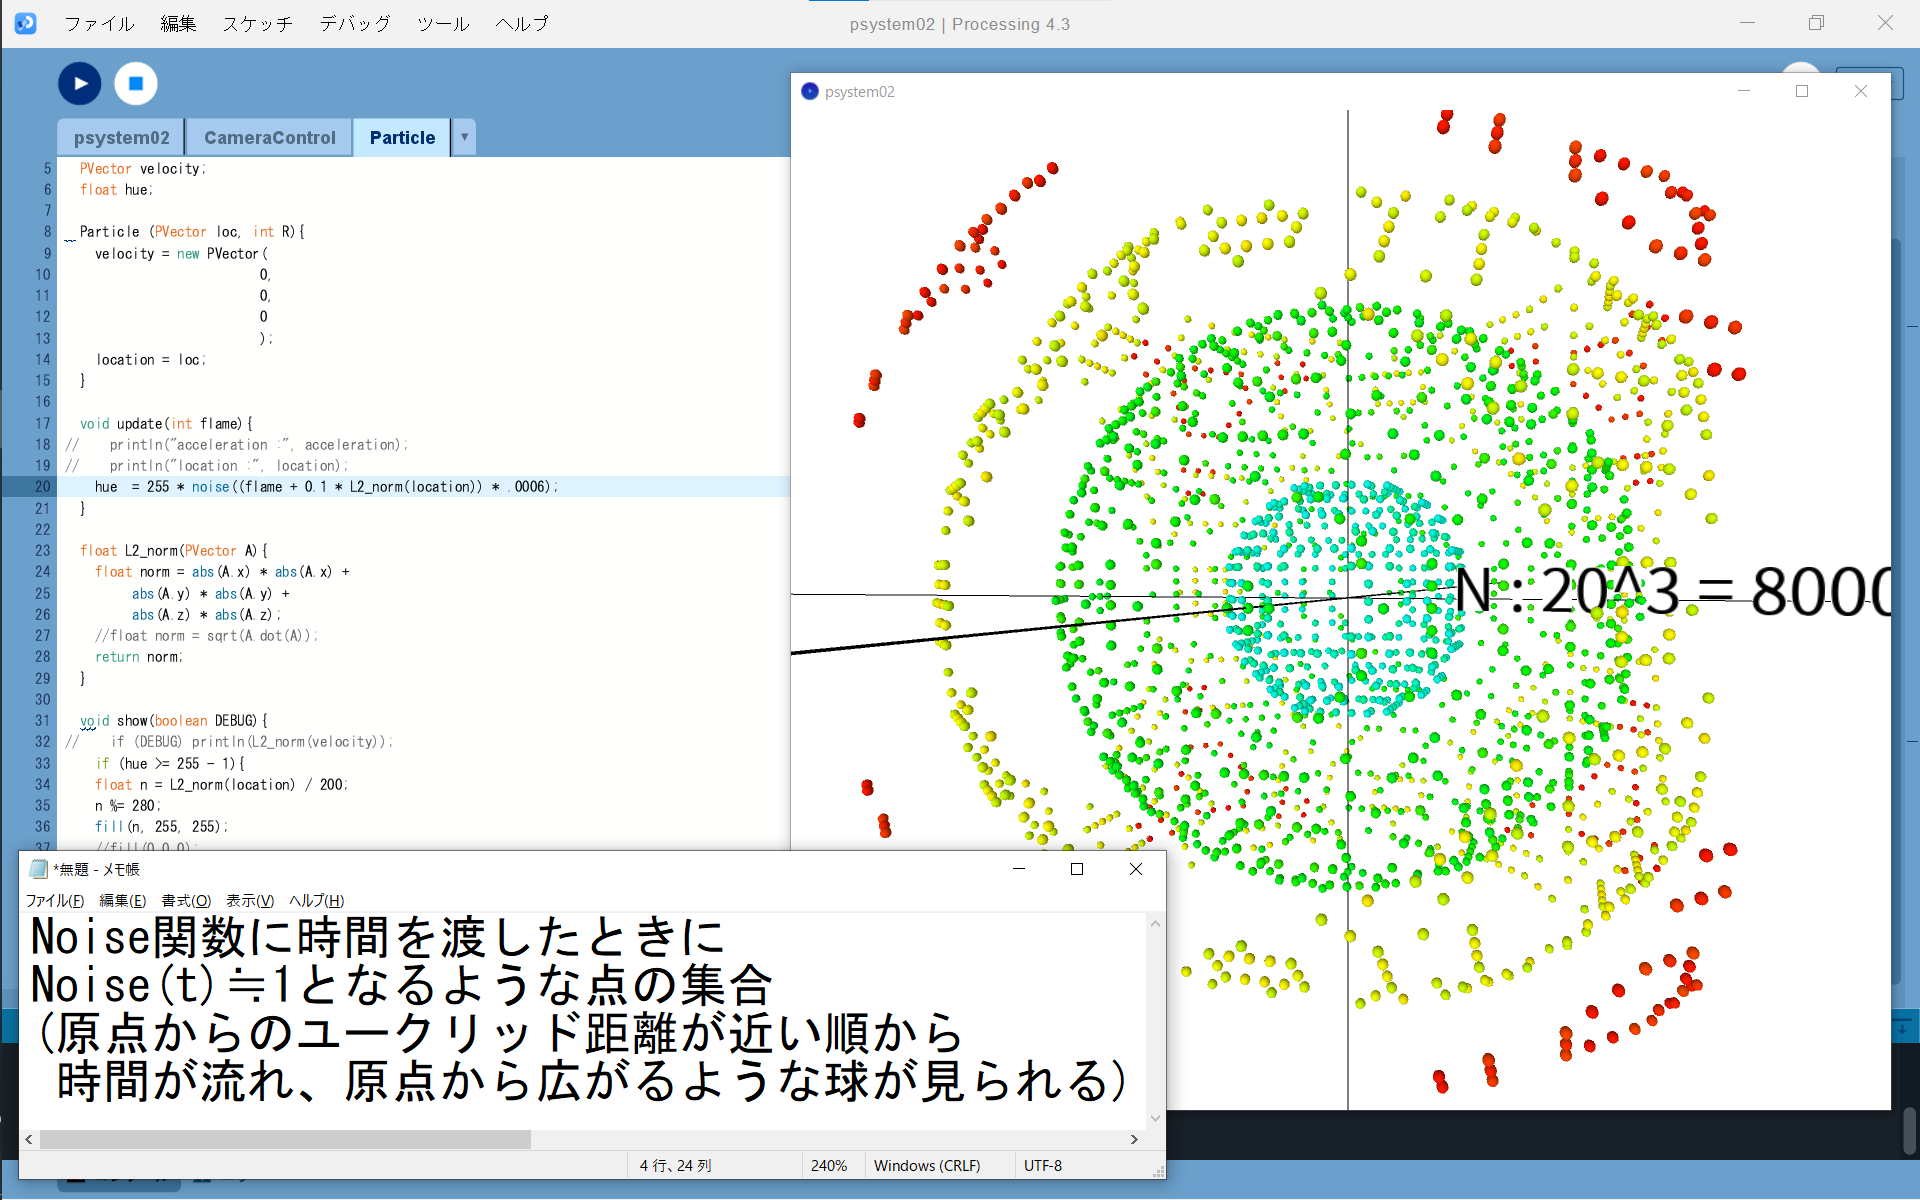 ファイル 編集 スケッチ デバッグ ツール ヘルプ
psystem02 | Processing 4.3
psystem02 CameraControl Particle
5 PVector velocity;
6 float hue;
7
8 Particle (PVector loc, int R){
9 velocity = new PVector(
10 0,
11 0,
12 0
13 );
14 location = loc;
15 }
16
17 void update(int flame){
18 // println("acceleration :", acceleration);
19 // println("location :", location);
20 hue = 255 * noise((flame + 0.1 * L2_norm(location)) * .0006);
21 }
22
23 float L2_norm(PVector A){
24 float norm = abs(A.x) * abs(A.x) +
25 abs(A.y) * abs(A.y) +
26 abs(A.z) * abs(A.z);
27 //float norm = sqrt(A.dot(A));
28 return norm;
29 }
30
31 void show(boolean DEBUG){
32 // if (DEBUG) println(L2_norm(velocity));
33 if (hue >= 255 - 1){
34 float n = L2_norm(location) / 200;
35 n %= 280;
36 fill(n, 255, 255);
37 //fill(0,0,0);
psystem02
N : 20^3 = 8000
*無題 - メモ帳
ファイル(F) 編集(E) 書式(O) 表示(V) ヘルプ(H)
Noise関数に時間を渡したときに
Noise(t)≒1となるような点の集合
(原点からのユークリッド距離が近い順から
時間が流れ、原点から広がるような球が見られる)
4 行、24 列 240% Windows (CRLF) UTF-8